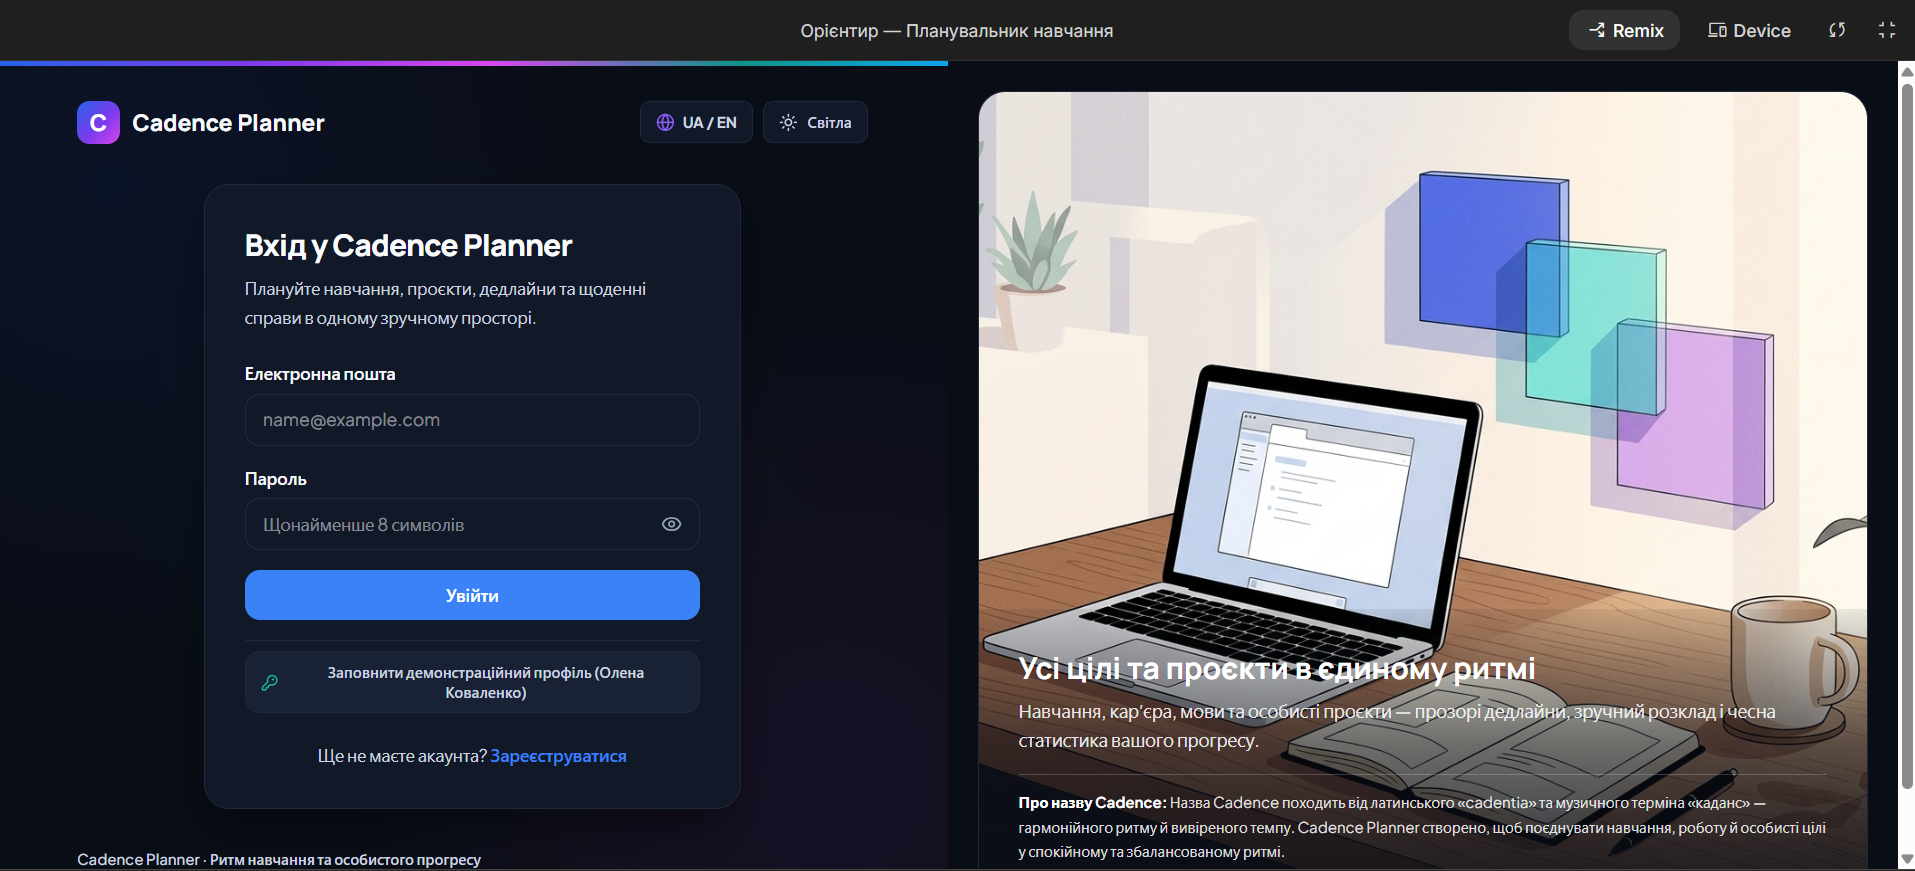 Орієнтир — Планувальник навчання
Remix
Device
C
Cadence Planner
UA / EN
Світла
Вхід у Cadence Planner
Плануйте навчання, проєкти, дедлайни та щоденні
справи в одному зручному просторі.
Електронна пошта
name@example.com
Пароль
Щонайменше 8 символів
Увійти
Заповнити демонстраційний профіль (Олена
Коваленко)
Ще не маєте акаунта? Зареєструватися
Cadence Planner · Ритм навчання та особистого прогресу
Усі цілі та проєкти в єдиному ритмі
Навчання, кар’єра, мови та особисті проєкти — прозорі дедлайни, зручний розклад і чесна
статистика вашого прогресу.
Про назву Cadence: Назва Cadence походить від латинського «cadentia» та музичного терміна «каданс» —
гармонійного ритму й вивіреного темпу. Cadence Planner створено, щоб поєднувати навчання, роботу й особисті цілі
у спокійному та збалансованому ритмі.